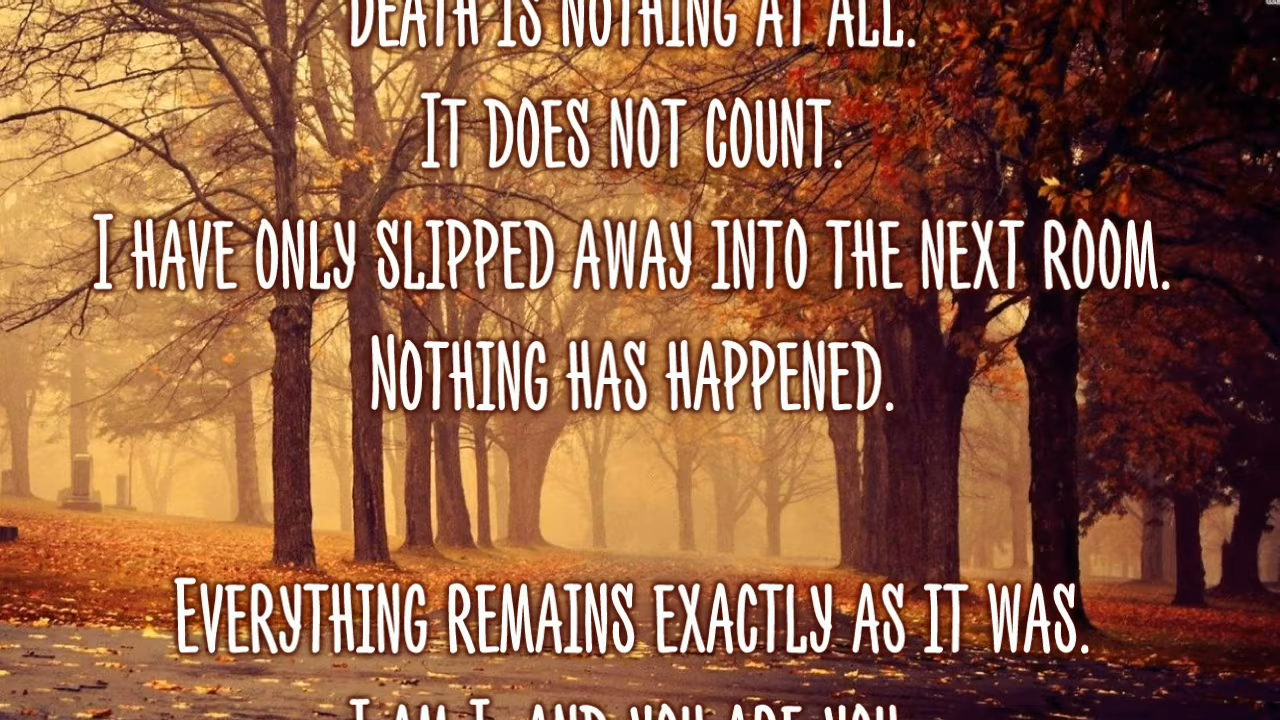 Death is nothing at all.
It does not count.
I have only slipped away into the next room.
Nothing has happened.
Everything remains exactly as it was.
I am I, and you are you,